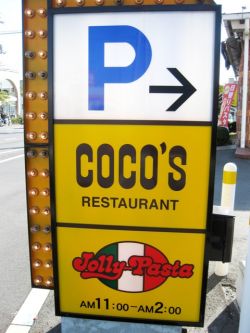 P →
COCO'S
RESTAURANT
Jolly-Pasta
AM11:00-AM2:00